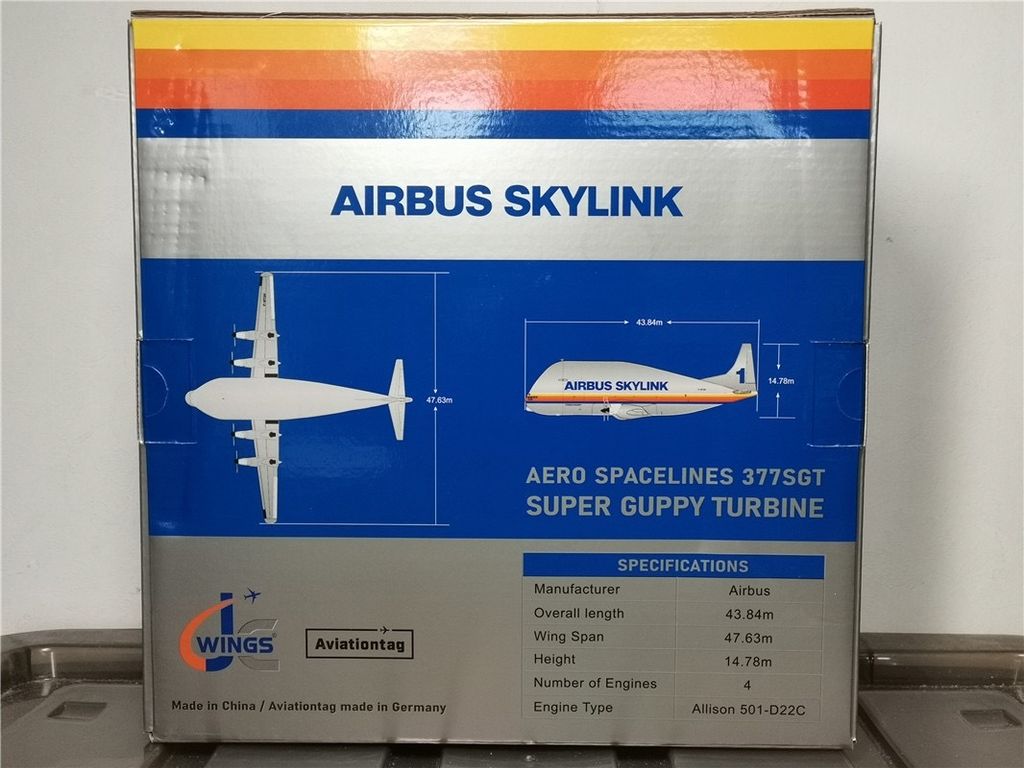 AIRBUS SKYLINK
43.84m
47.63m
14.78m
AIRBUS SKYLINK
1
AERO SPACELINES 377SGT
SUPER GUPPY TURBINE
SPECIFICATIONS
Manufacturer Airbus
Overall length 43.84m
Wing Span 47.63m
Height 14.78m
Number of Engines 4
Engine Type Allison 501-D22C
JC WINGS®
Aviationtag
Made in China / Aviationtag made in Germany